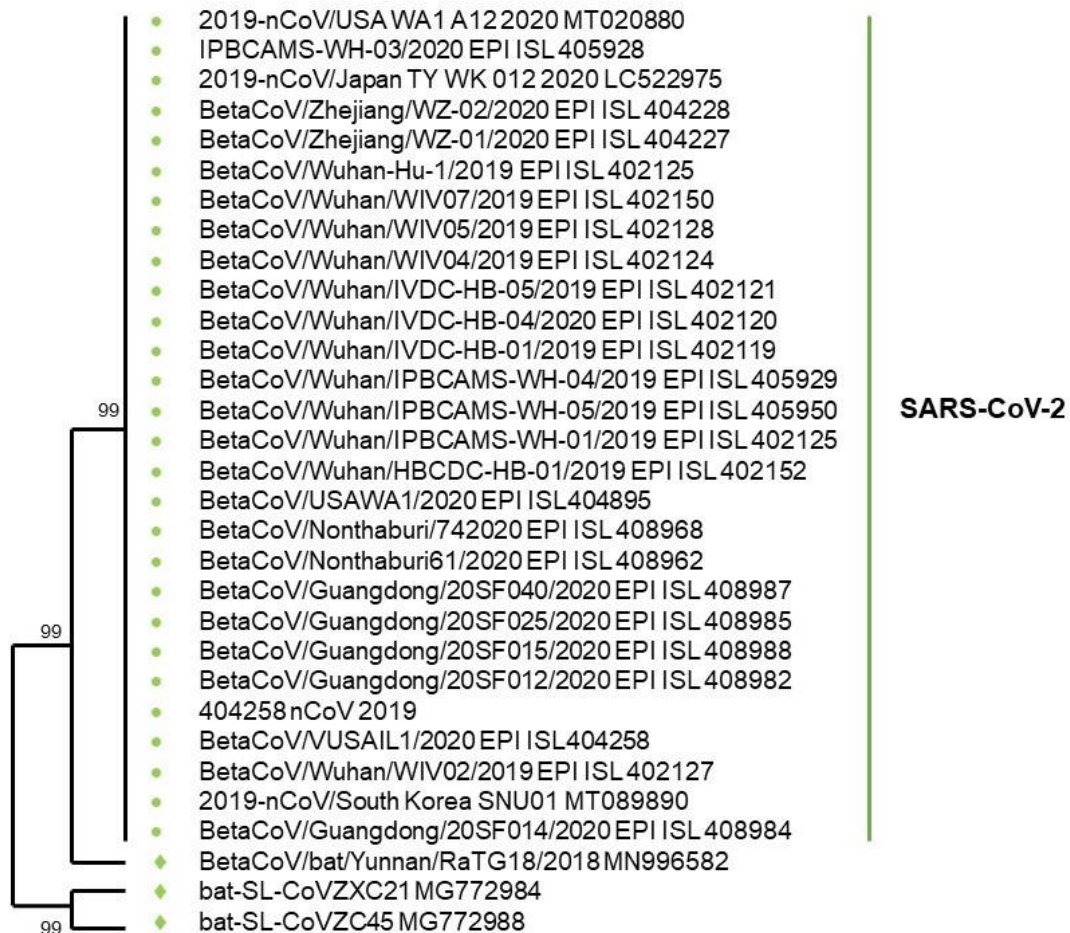 2019-nCoV/USA WA1 A12 2020 MT020880
IPBCAMS-WH-03/2020 EPI ISL 405928
2019-nCoV/Japan TY WK 012 2020 LC522975
BetaCoV/Zhejiang/WZ-02/2020 EPI ISL 404228
BetaCoV/Zhejiang/WZ-01/2020 EPI ISL 404227
BetaCoV/Wuhan-Hu-1/2019 EPI ISL 402125
BetaCoV/Wuhan/WIV07/2019 EPI ISL 402150
BetaCoV/Wuhan/WIV05/2019 EPI ISL 402128
BetaCoV/Wuhan/WIV04/2019 EPI ISL 402124
BetaCoV/Wuhan/IVDC-HB-05/2019 EPI ISL 402121
BetaCoV/Wuhan/IVDC-HB-04/2020 EPI ISL 402120
BetaCoV/Wuhan/IVDC-HB-01/2019 EPI ISL 402119
BetaCoV/Wuhan/IPBCAMS-WH-04/2019 EPI ISL 405929
99
BetaCoV/Wuhan/IPBCAMS-WH-05/2020 EPI ISL 405950
SARS-CoV-2
BetaCoV/Wuhan/IPBCAMS-WH-01/2019 EPI ISL 402125
BetaCoV/Wuhan/HBCDC-HB-01/2019 EPI ISL 402152
BetaCoV/USAWA1/2020 EPI ISL404895
BetaCoV/Nonthaburi/742020 EPI ISL 408968
BetaCoV/Nonthaburi61/2020 EPI ISL 408962
BetaCoV/Guangdong/20SF040/2020 EPI ISL 408987
BetaCoV/Guangdong/20SF025/2020 EPI ISL 408985
99
BetaCoV/Guangdong/20SF015/2020 EPI ISL 408988
BetaCoV/Guangdong/20SF012/2020 EPI ISL 408982
404258 nCoV 2019
BetaCoV/VUSAIL1/2020 EPI ISL404258
BetaCoV/Wuhan/WIV02/2019 EPI ISL 402127
2019-nCoV/South Korea SNU01 MT089890
BetaCoV/Guangdong/20SF014/2020 EPI ISL 408984
BetaCoV/bat/Yunnan/RaTG18/2018 MN996582
bat-SL-CoVZXC21 MG772984
99
bat-SL-CoVZC45 MG772988